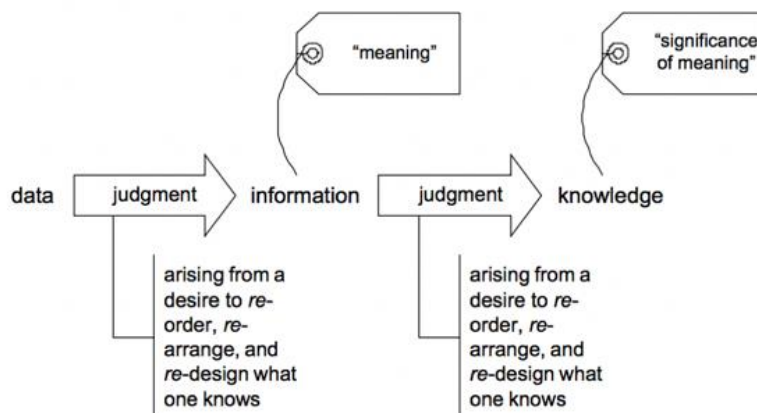 “meaning”
“significance
of meaning”
data
judgment
information
judgment
knowledge
arising from a
desire to re-
order, re-
arrange, and
re-design what
one knows
arising from a
desire to re-
order, re-
arrange, and
re-design what
one knows